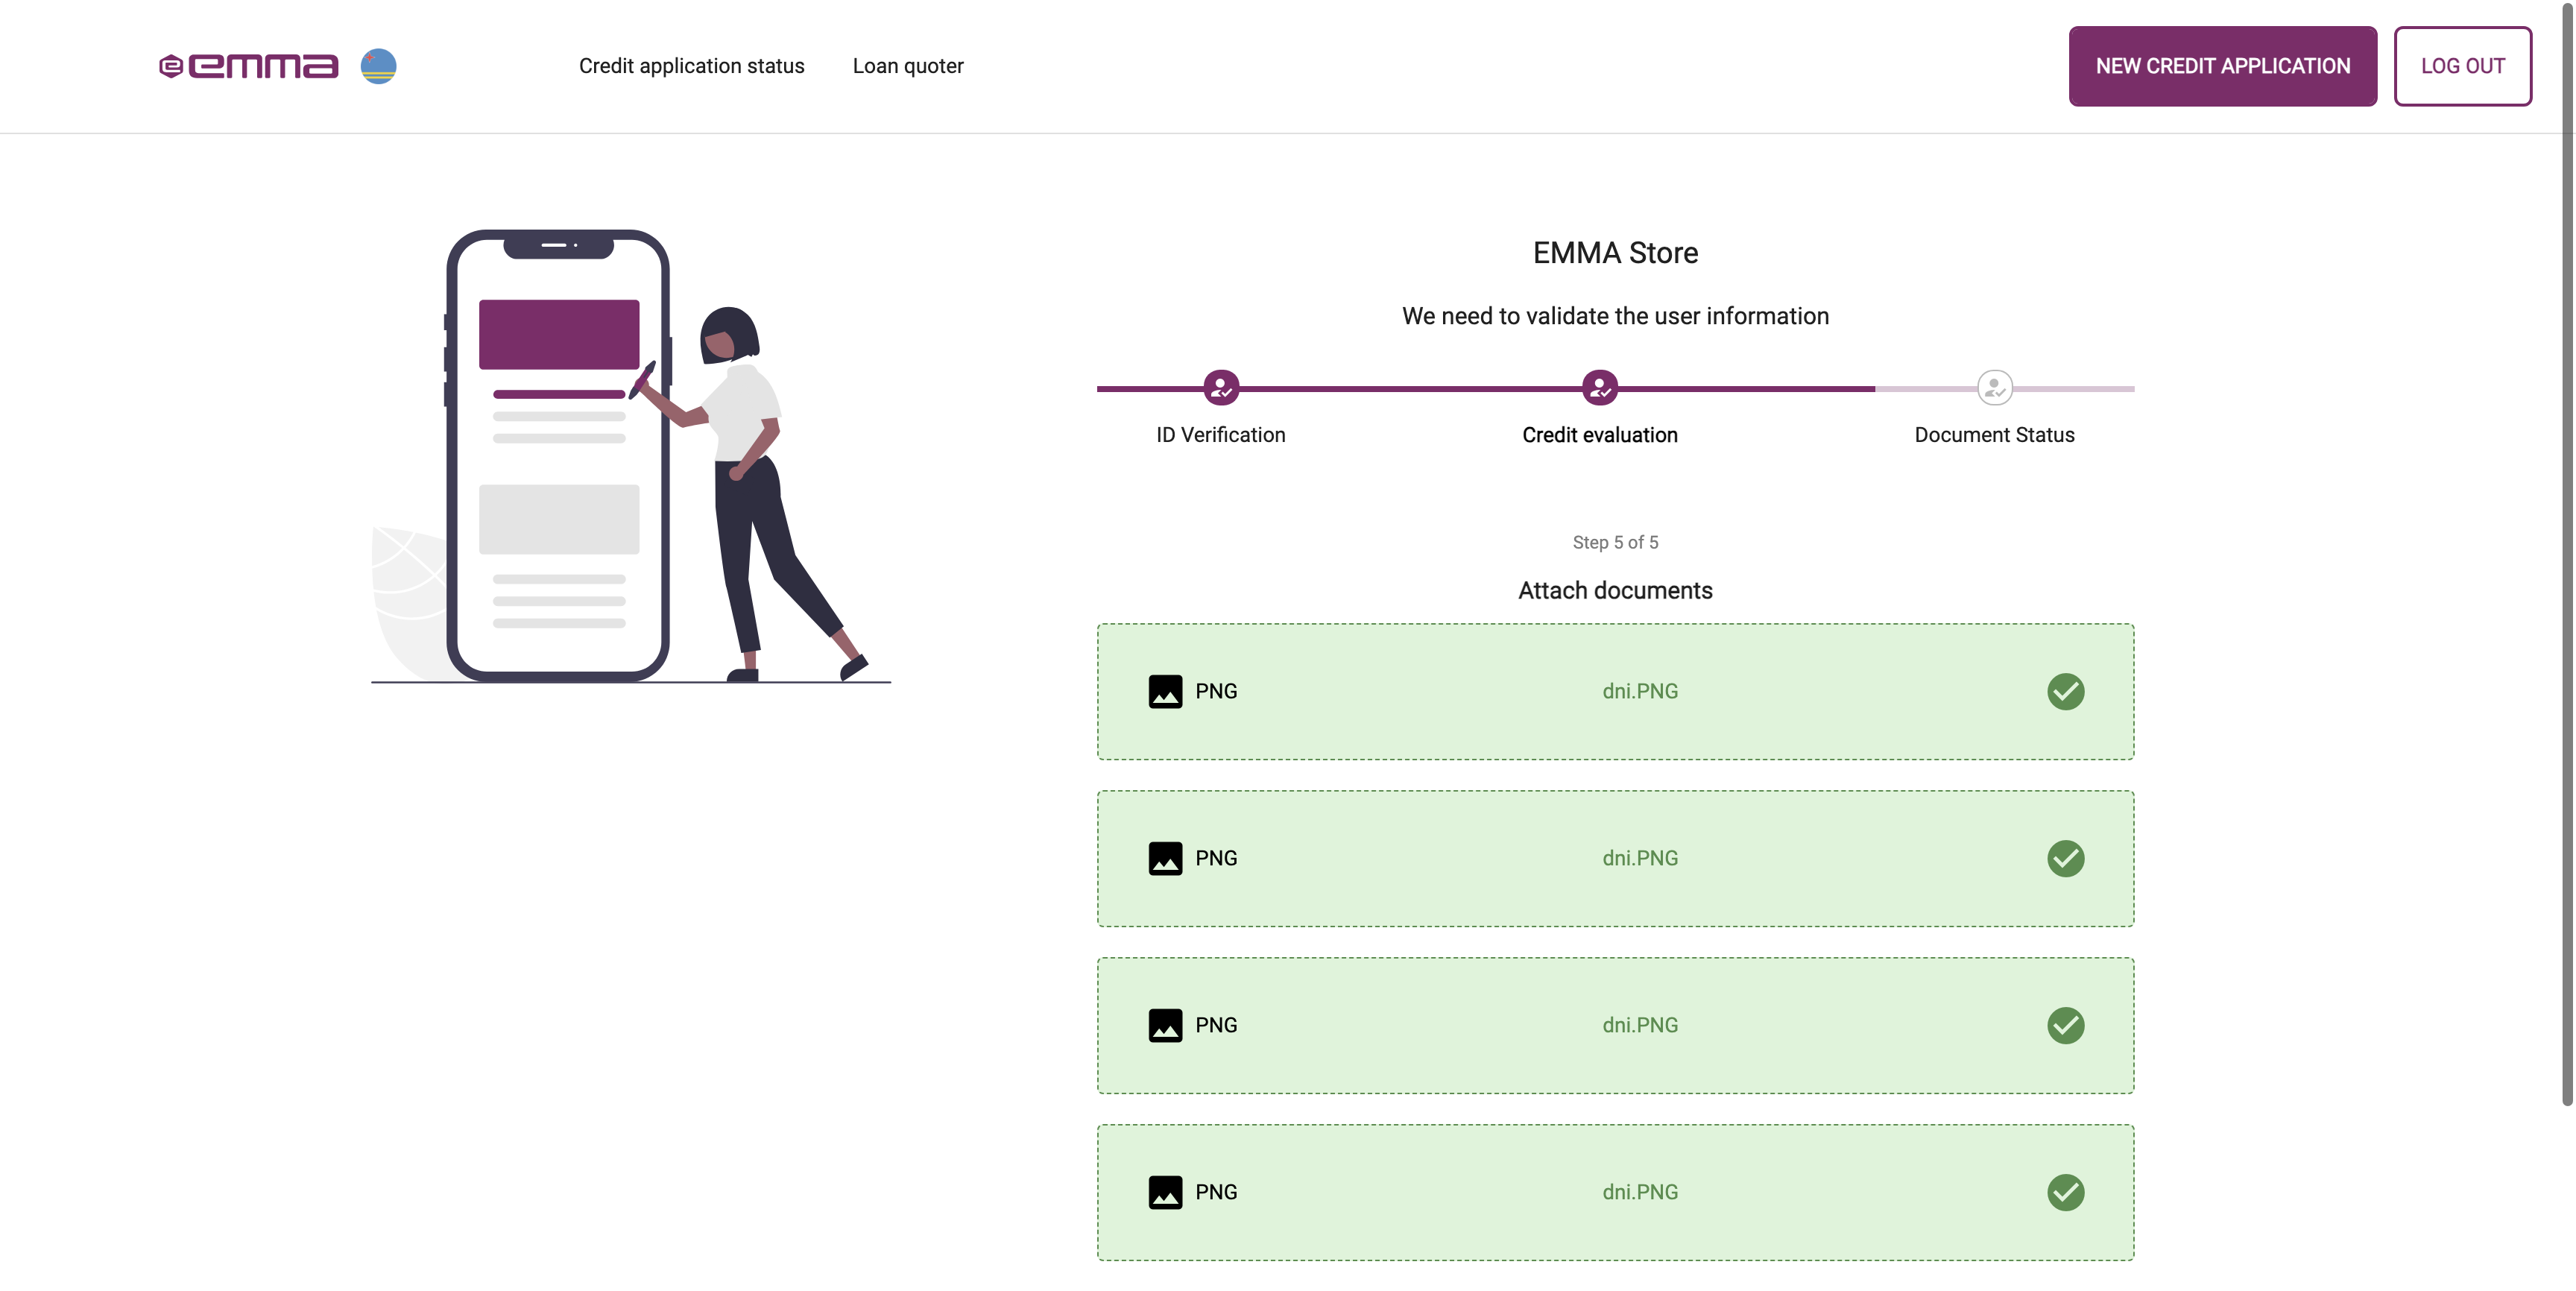 emma
Credit application status
Loan quoter
NEW CREDIT APPLICATION
LOG OUT
EMMA Store
We need to validate the user information
ID Verification
Credit evaluation
Document Status
Step 5 of 5
Attach documents
PNG
dni.PNG
PNG
dni.PNG
PNG
dni.PNG
PNG
dni.PNG